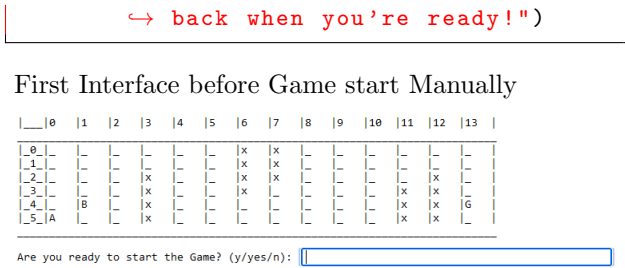 ↪ back when you're ready!")
First Interface before Game start Manually
|___|0 |1 |2 |3 |4 |5 |6 |7 |8 |9 |10 |11 |12 |13 |
|_0_|_ |_ |_ |_ |_ |_ |x |x |_ |_ |_ |_ |_ |_ |
|_1_|_ |_ |_ |_ |_ |_ |x |x |_ |_ |_ |_ |_ |_ |
|_2_|_ |_ |_ |x |_ |_ |x |x |_ |_ |_ |_ |x |_ |
|_3_|_ |_ |_ |x |_ |_ |x |_ |_ |_ |_ |x |x |_ |
|_4_|_ |B |_ |x |_ |_ |_ |_ |_ |_ |_ |x |x |G |
|_5_|A |_ |_ |x |_ |_ |_ |_ |_ |_ |_ |x |x |_ |
Are you ready to start the Game? (y/yes/n):